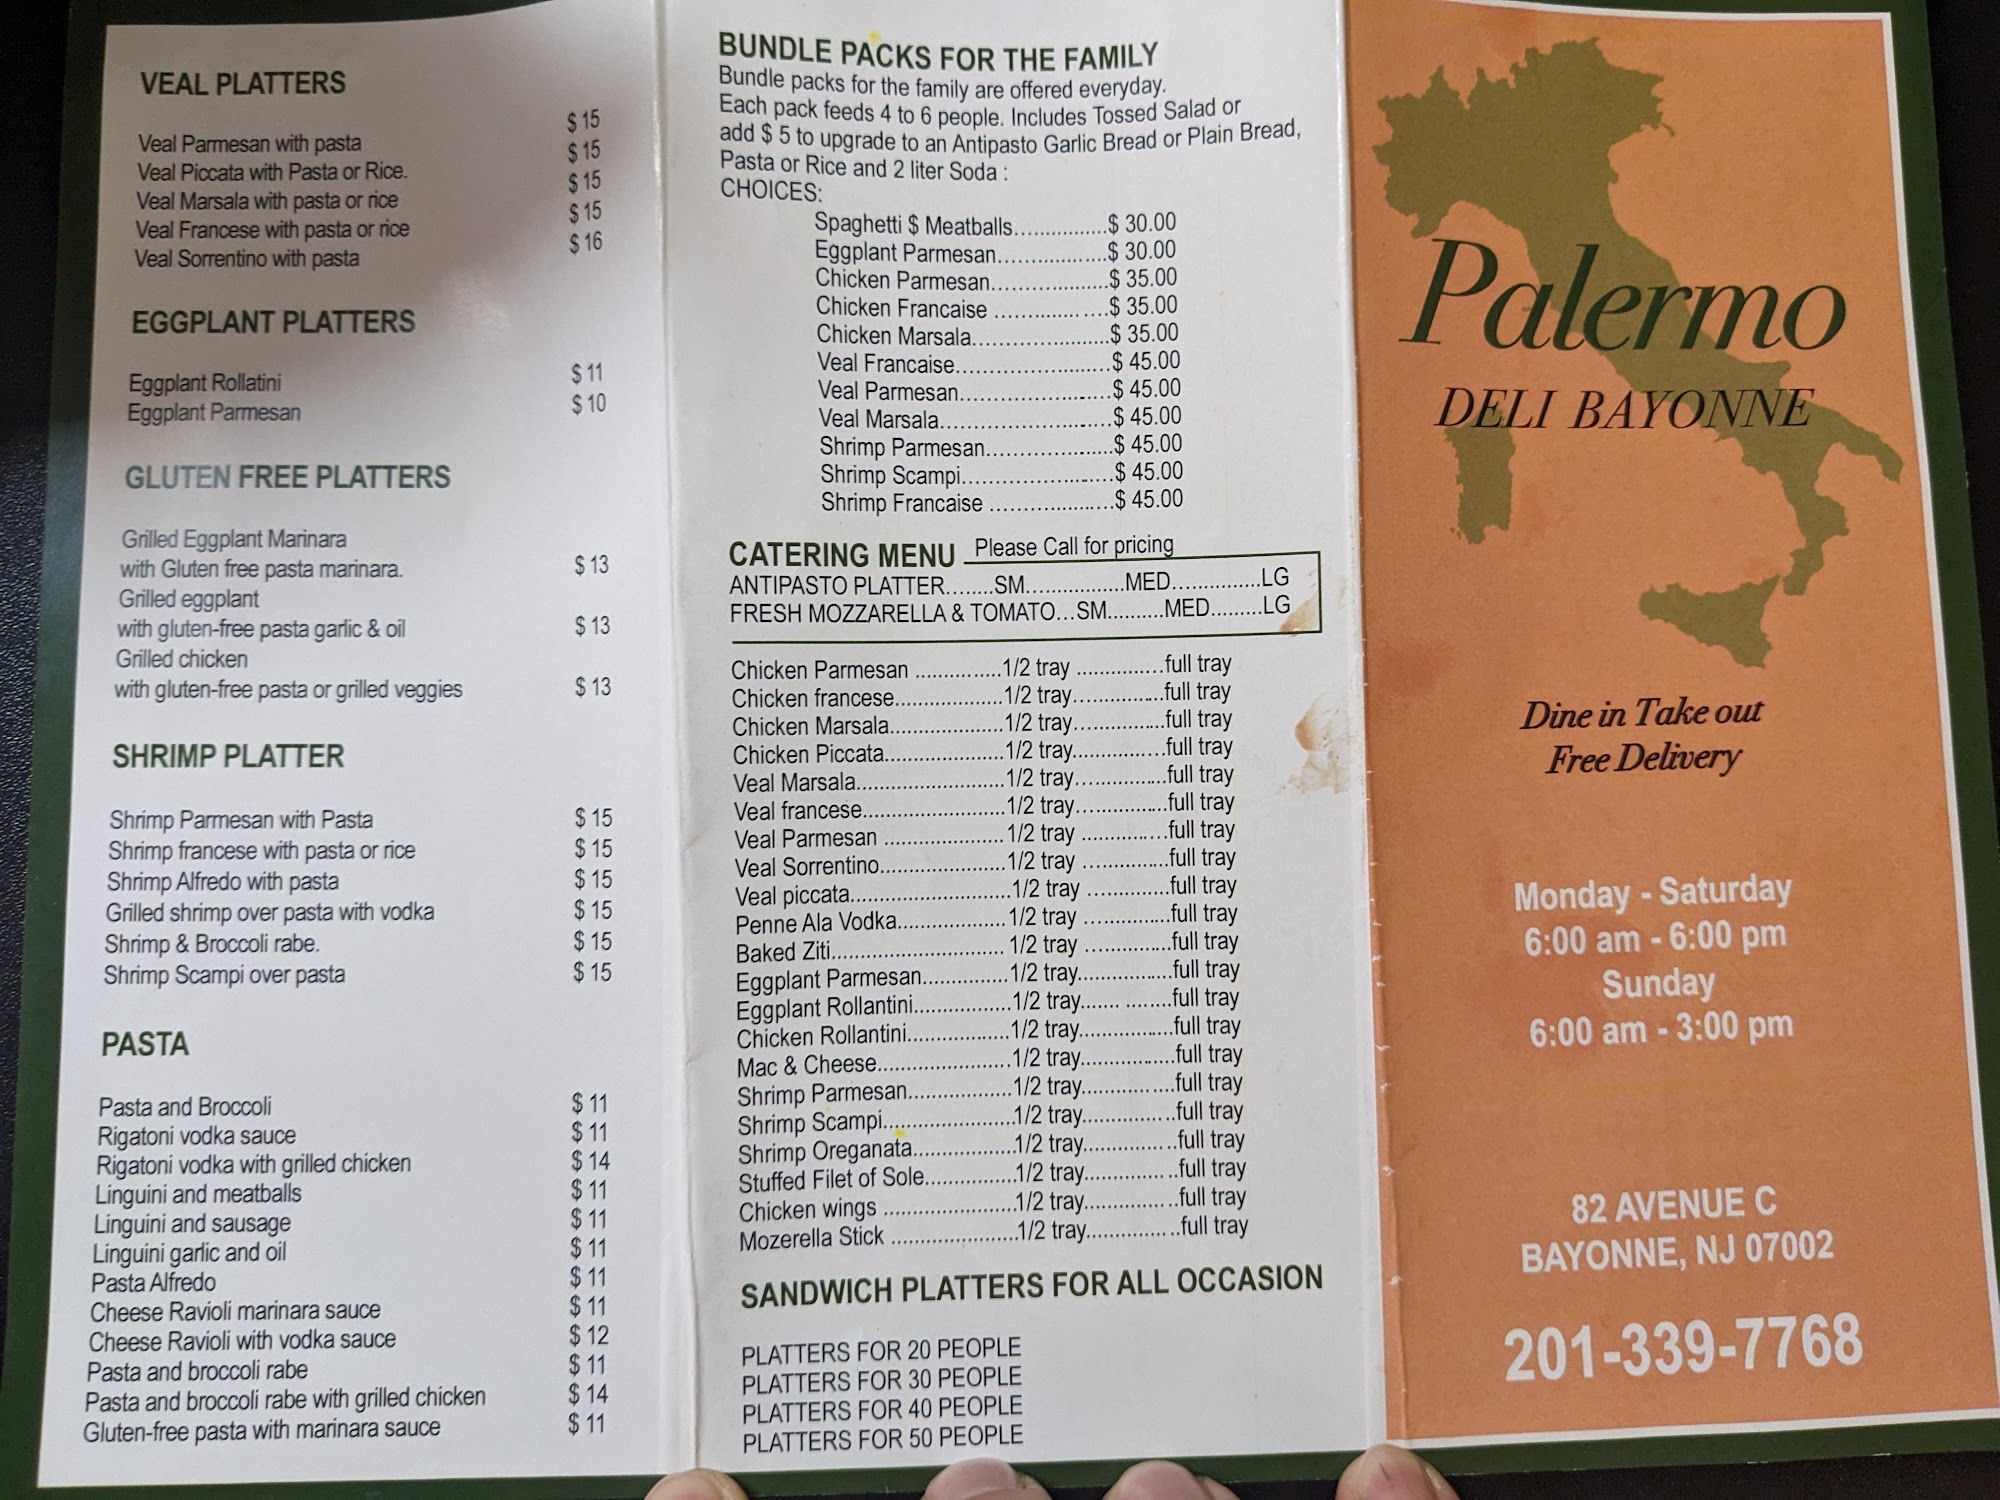 VEAL PLATTERS
Veal Parmesan with pasta $ 15
Veal Piccata with Pasta or Rice. $ 15
Veal Marsala with pasta or rice $ 15
Veal Francese with pasta or rice $ 15
Veal Sorrentino with pasta $ 16
EGGPLANT PLATTERS
Eggplant Rollatini $ 11
Eggplant Parmesan $ 10
GLUTEN FREE PLATTERS
Grilled Eggplant Marinara
with Gluten free pasta marinara. $ 13
Grilled eggplant
with gluten-free pasta garlic & oil $ 13
Grilled chicken
with gluten-free pasta or grilled veggies $ 13
SHRIMP PLATTER
Shrimp Parmesan with Pasta $ 15
Shrimp francese with pasta or rice $ 15
Shrimp Alfredo with pasta $ 15
Grilled shrimp over pasta with vodka $ 15
Shrimp & Broccoli rabe. $ 15
Shrimp Scampi over pasta $ 15
PASTA
Pasta and Broccoli $ 11
Rigatoni vodka sauce $ 11
Rigatoni vodka with grilled chicken $ 14
Linguini and meatballs $ 11
Linguini and sausage $ 11
Linguini garlic and oil $ 11
Pasta Alfredo $ 11
Cheese Ravioli marinara sauce $ 11
Cheese Ravioli with vodka sauce $ 12
Pasta and broccoli rabe $ 11
Pasta and broccoli rabe with grilled chicken $ 14
Gluten-free pasta with marinara sauce $ 11
BUNDLE PACKS FOR THE FAMILY
Bundle packs for the family are offered everyday.
Each pack feeds 4 to 6 people. Includes Tossed Salad or
add $ 5 to upgrade to an Antipasto Garlic Bread or Plain Bread,
Pasta or Rice and 2 liter Soda :
CHOICES:
Spaghetti $ Meatballs................$ 30.00
Eggplant Parmesan...................$ 30.00
Chicken Parmesan....................$ 35.00
Chicken Francaise ....................$ 35.00
Chicken Marsala........................$ 35.00
Veal Francaise...........................$ 45.00
Veal Parmesan..........................$ 45.00
Veal Marsala..............................$ 45.00
Shrimp Parmesan......................$ 45.00
Shrimp Scampi...........................$ 45.00
Shrimp Francaise ......................$ 45.00
CATERING MENU Please Call for pricing
ANTIPASTO PLATTER........SM.................MED...............LG
FRESH MOZZARELLA & TOMATO...SM..........MED.........LG
Chicken Parmesan ...............1/2 tray ...............full tray
Chicken francese...................1/2 tray................full tray
Chicken Marsala....................1/2 tray................full tray
Chicken Piccata.....................1/2 tray................full tray
Veal Marsala..........................1/2 tray................full tray
Veal francese.........................1/2 tray................full tray
Veal Parmesan .....................1/2 tray ...............full tray
Veal Sorrentino......................1/2 tray ...............full tray
Veal piccata............................1/2 tray ..............full tray
Penne Ala Vodka...................1/2 tray ...............full tray
Baked Ziti.............................. 1/2 tray ...............full tray
Eggplant Parmesan...............1/2 tray................full tray
Eggplant Rollantini.................1/2 tray....... ........full tray
Chicken Rollantini..................1/2 tray................full tray
Mac & Cheese.......................1/2 tray................full tray
Shrimp Parmesan..................1/2 tray................full tray
Shrimp Scampi......................1/2 tray................full tray
Shrimp Oreganata..................1/2 tray................full tray
Stuffed Filet of Sole................1/2 tray................full tray
Chicken wings .......................1/2 tray................full tray
Mozerella Stick ......................1/2 tray................full tray
SANDWICH PLATTERS FOR ALL OCCASION
PLATTERS FOR 20 PEOPLE
PLATTERS FOR 30 PEOPLE
PLATTERS FOR 40 PEOPLE
PLATTERS FOR 50 PEOPLE
Palermo
DELI BAYONNE
Dine in Take out
Free Delivery
Monday - Saturday
6:00 am - 6:00 pm
Sunday
6:00 am - 3:00 pm
82 AVENUE C
BAYONNE, NJ 07002
201-339-7768